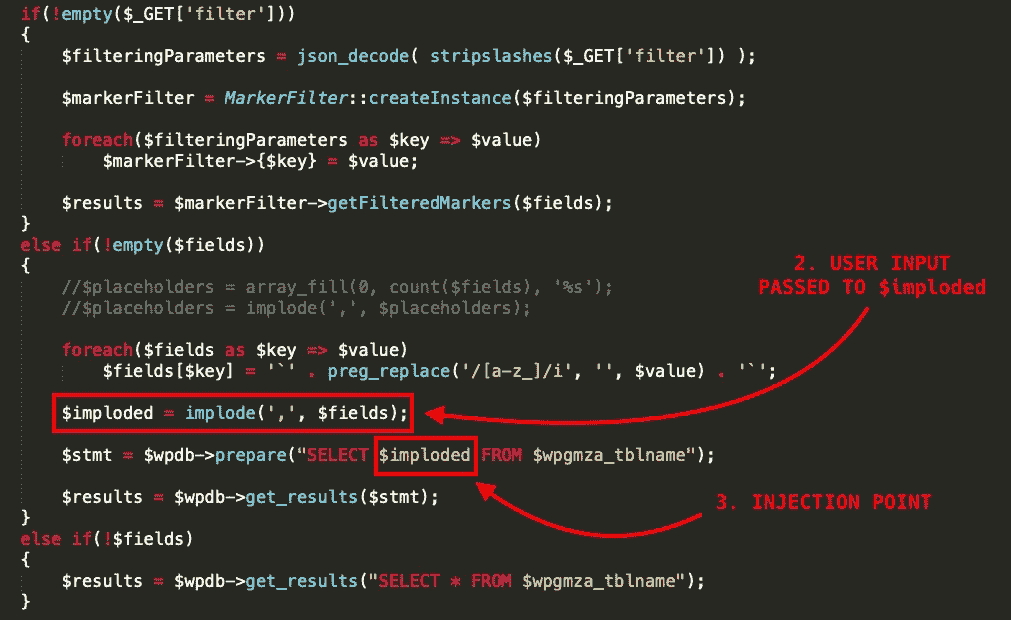 if(!empty($_GET['filter']))
{
$filteringParameters = json_decode( stripslashes($_GET['filter']) );
$markerFilter = MarkerFilter::createInstance($filteringParameters);
foreach($filteringParameters as $key => $value)
$markerFilter->{$key} = $value;
$results = $markerFilter->getFilteredMarkers($fields);
}
else if(!empty($fields))
{
//$placeholders = array_fill(0, count($fields), '%s');
//$placeholders = implode(',', $placeholders);
foreach($fields as $key => $value)
$fields[$key] = '`' . preg_replace('/[a-z_]/i', '', $value) . '`';
$imploded = implode(',', $fields);
$stmt = $wpdb->prepare("SELECT $imploded FROM $wpgmza_tblname");
$results = $wpdb->get_results($stmt);
}
else if(!$fields)
{
$results = $wpdb->get_results("SELECT * FROM $wpgmza_tblname");
}
2. USER INPUT
PASSED TO $imploded
3. INJECTION POINT